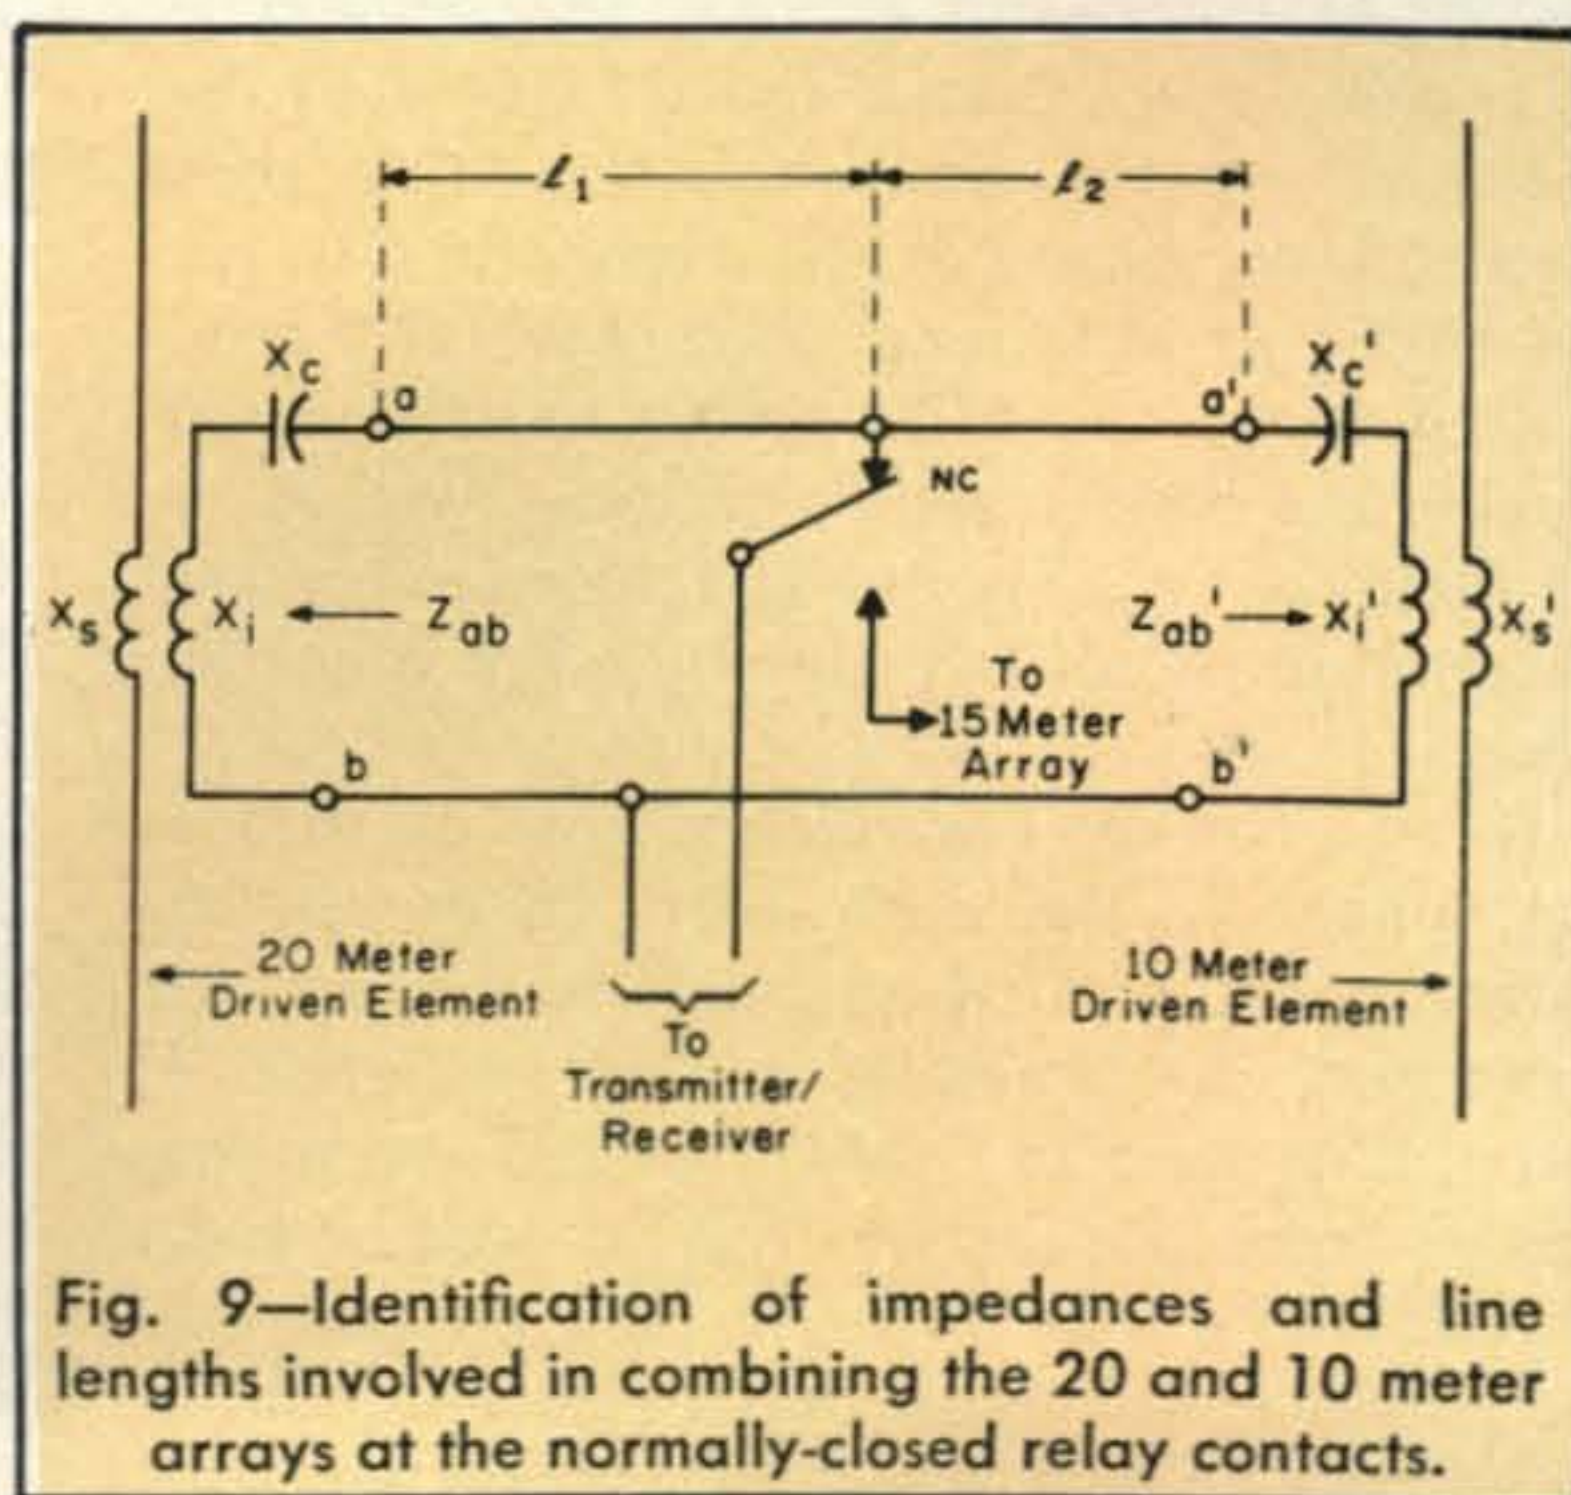 l₁
l₂
Xc
a
a'
Xc'
NC
Xs
Xi
Zab
Zab'
Xi'
Xs'
To
15 Meter
Array
b
b'
20 Meter
Driven Element
10 Meter
Driven Element
To
Transmitter/
Receiver
Fig. 9—Identification of impedances and line
lengths involved in combining the 20 and 10 meter
arrays at the normally-closed relay contacts.